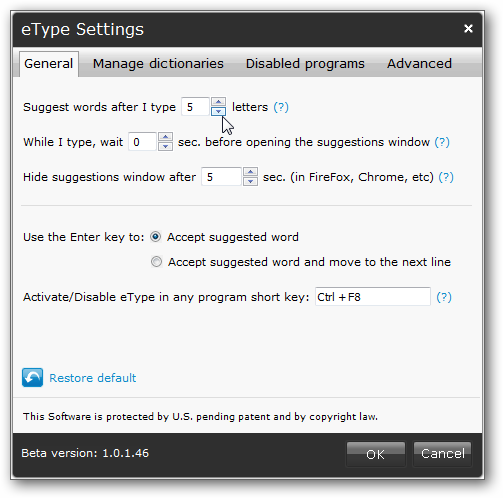 eType Settings
General Manage dictionaries Disabled programs Advanced
Suggest words after I type 5 letters (?)
While I type, wait 0 sec. before opening the suggestions window (?)
Hide suggestions window after 5 sec. (in FireFox, Chrome, etc) (?)
Use the Enter key to: Accept suggested word
Accept suggested word and move to the next line
Activate/Disable eType in any program short key: Ctrl +F8 (?)
Restore default
This Software is protected by U.S. pending patent and by copyright law.
Beta version: 1.0.1.46 OK Cancel